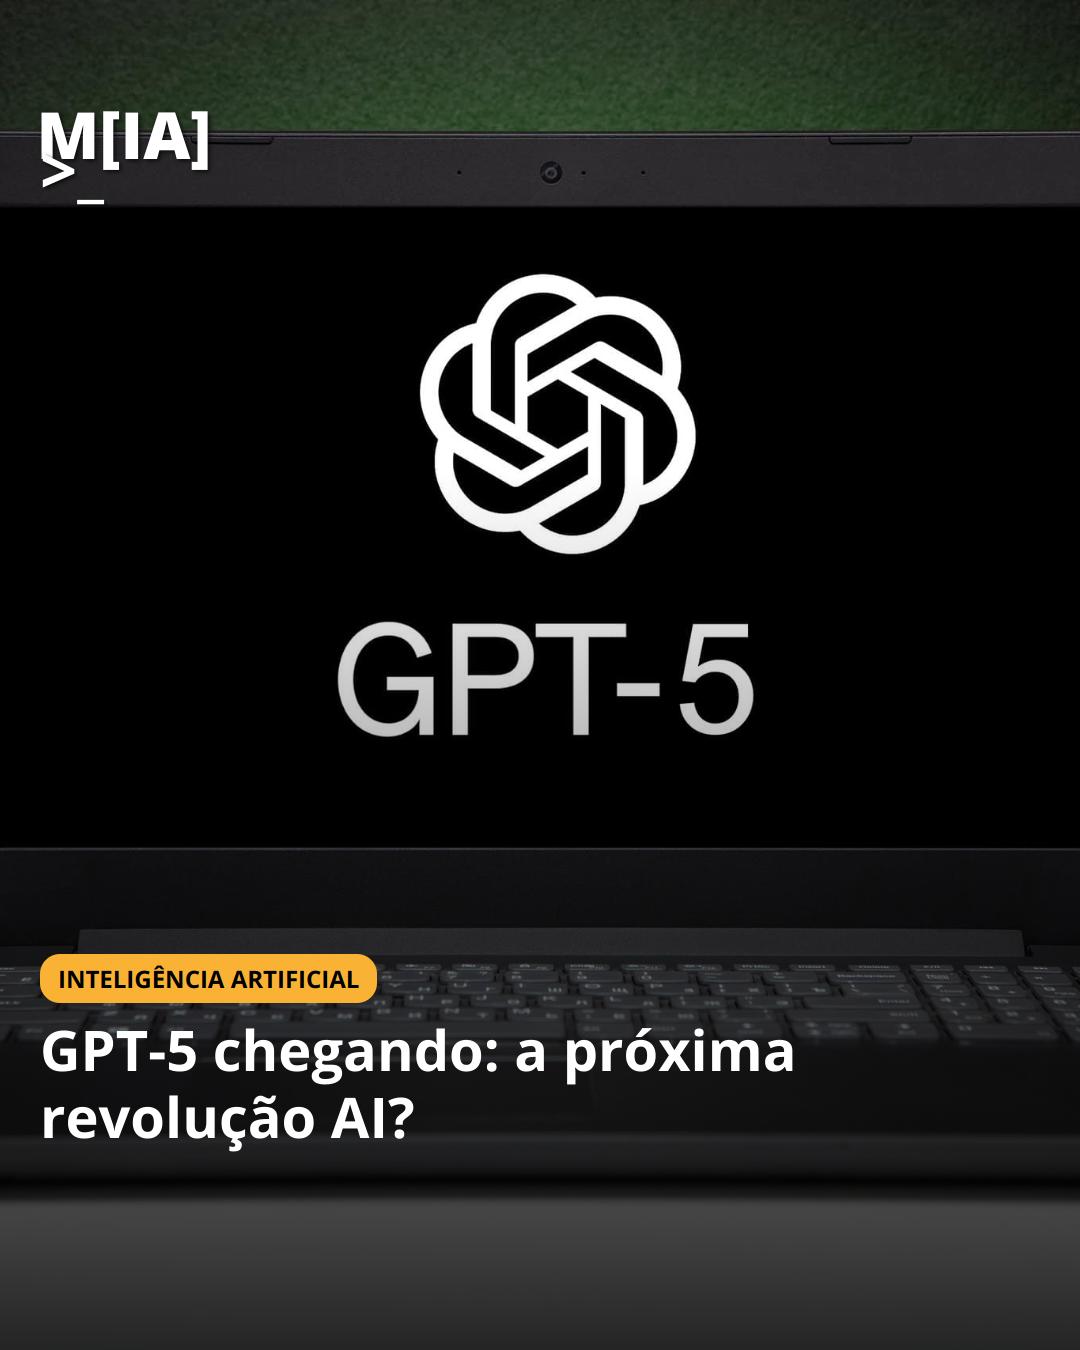 M[IA]
>_
GPT-5
INTELIGÊNCIA ARTIFICIAL
GPT-5 chegando: a próxima
revolução AI?